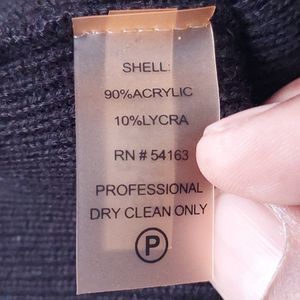 SHELL:
90%ACRYLIC
10%LYCRA
RN # 54163
PROFESSIONAL
DRY CLEAN ONLY
P